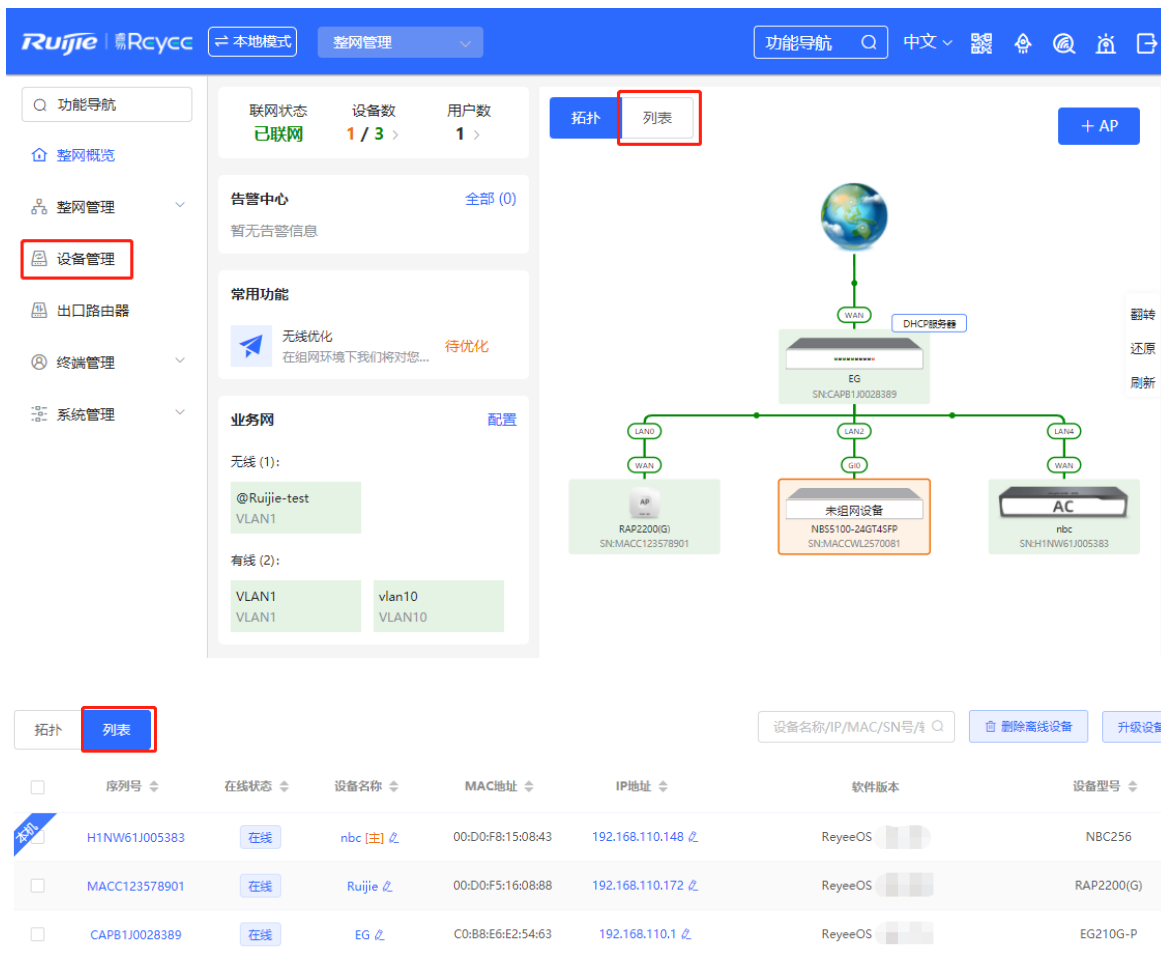 Ruijie 锐捷 Rcycc 本地模式 整网管理 功能导航 中文
功能导航
整网概览
整网管理
设备管理
出口路由器
终端管理
系统管理
联网状态 设备数 用户数
已联网 1 / 3 1
告警中心 全部 (0)
暂无告警信息
常用功能
无线优化
在组网环境下我们将对您... 待优化
业务网 配置
无线 (1):
@Ruijie-test
VLAN1
有线 (2):
VLAN1 vlan10
VLAN1 VLAN10
拓扑 列表
+ AP
WAN
DHCP服务器
EG
SN:CAPB1J0028389
翻转
还原
刷新
LAN0 LAN2 LAN4
WAN GI0 WAN
AP 未组网设备 AC
RAP2200(G) NBS5100-24GT4SFP nbc
SN:MACC123578901 SN:MACCWL2570081 SN:H1NW61J005383
拓扑 列表 设备名称/IP/MAC/SN号/ 删除离线设备 升级设备
序列号 在线状态 设备名称 MAC地址 IP地址 软件版本 设备型号
本机 H1NW61J005383 在线 nbc [主] 00:D0:F8:15:08:43 192.168.110.148 ReyeeOS NBC256
MACC123578901 在线 Ruijie 00:D0:F5:16:08:88 192.168.110.172 ReyeeOS RAP2200(G)
CAPB1J0028389 在线 EG C0:B8:E6:E2:54:63 192.168.110.1 ReyeeOS EG210G-P